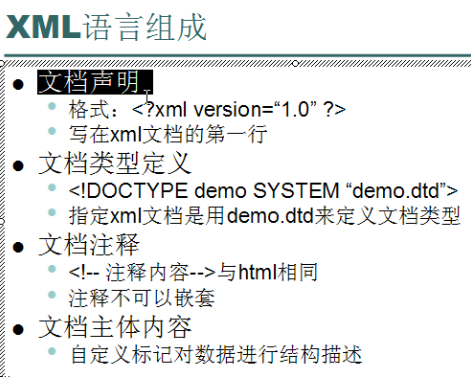 XML语言组成
文档声明
格式：<?xml version=“1.0” ?>
写在xml文档的第一行
文档类型定义
<!DOCTYPE demo SYSTEM “demo.dtd”>
指定xml文档是用demo.dtd来定义文档类型
文档注释
<!-- 注释内容-->与html相同
注释不可以嵌套
文档主体内容
自定义标记对数据进行结构描述